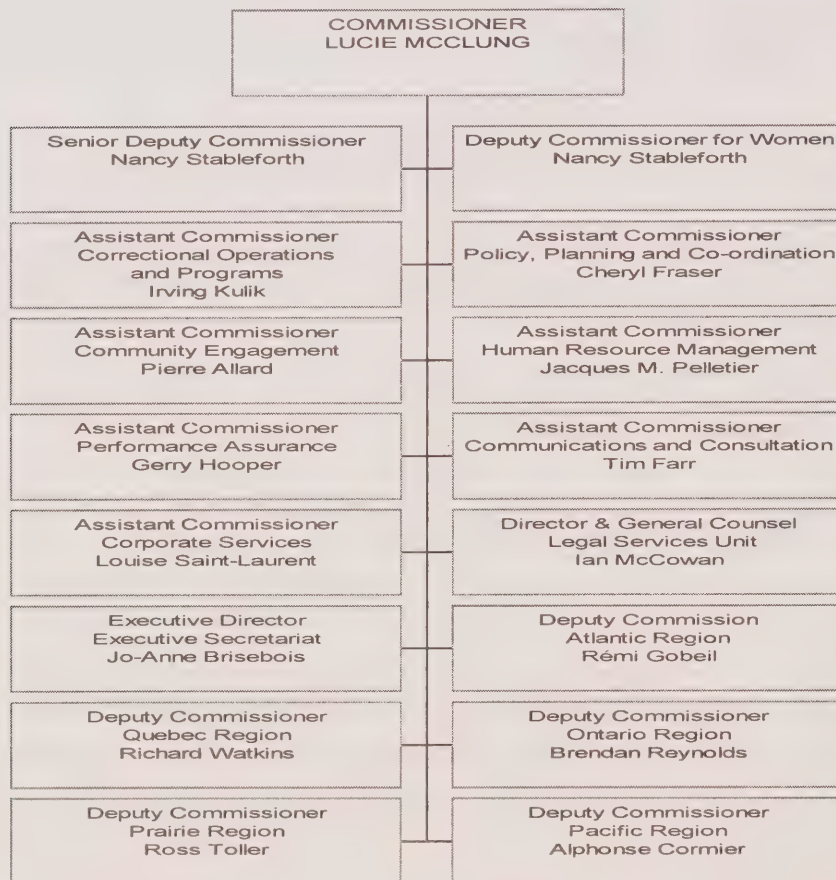 COMMISSIONER
LUCIE MCCLUNG
Senior Deputy Commissioner
Nancy Stableforth
Deputy Commissioner for Women
Nancy Stableforth
Assistant Commissioner
Correctional Operations
and Programs
Irving Kulik
Assistant Commissioner
Policy, Planning and Co-ordination
Cheryl Fraser
Assistant Commissioner
Community Engagement
Pierre Allard
Assistant Commissioner
Human Resource Management
Jacques M. Pelletier
Assistant Commissioner
Performance Assurance
Gerry Hooper
Assistant Commissioner
Communications and Consultation
Tim Farr
Assistant Commissioner
Corporate Services
Louise Saint-Laurent
Director & General Counsel
Legal Services Unit
Ian McCowan
Executive Director
Executive Secretariat
Jo-Anne Brisebois
Deputy Commission
Atlantic Region
Rémi Gobeil
Deputy Commissioner
Quebec Region
Richard Watkins
Deputy Commissioner
Ontario Region
Brendan Reynolds
Deputy Commissioner
Prairie Region
Ross Toller
Deputy Commissioner
Pacific Region
Alphonse Cormier